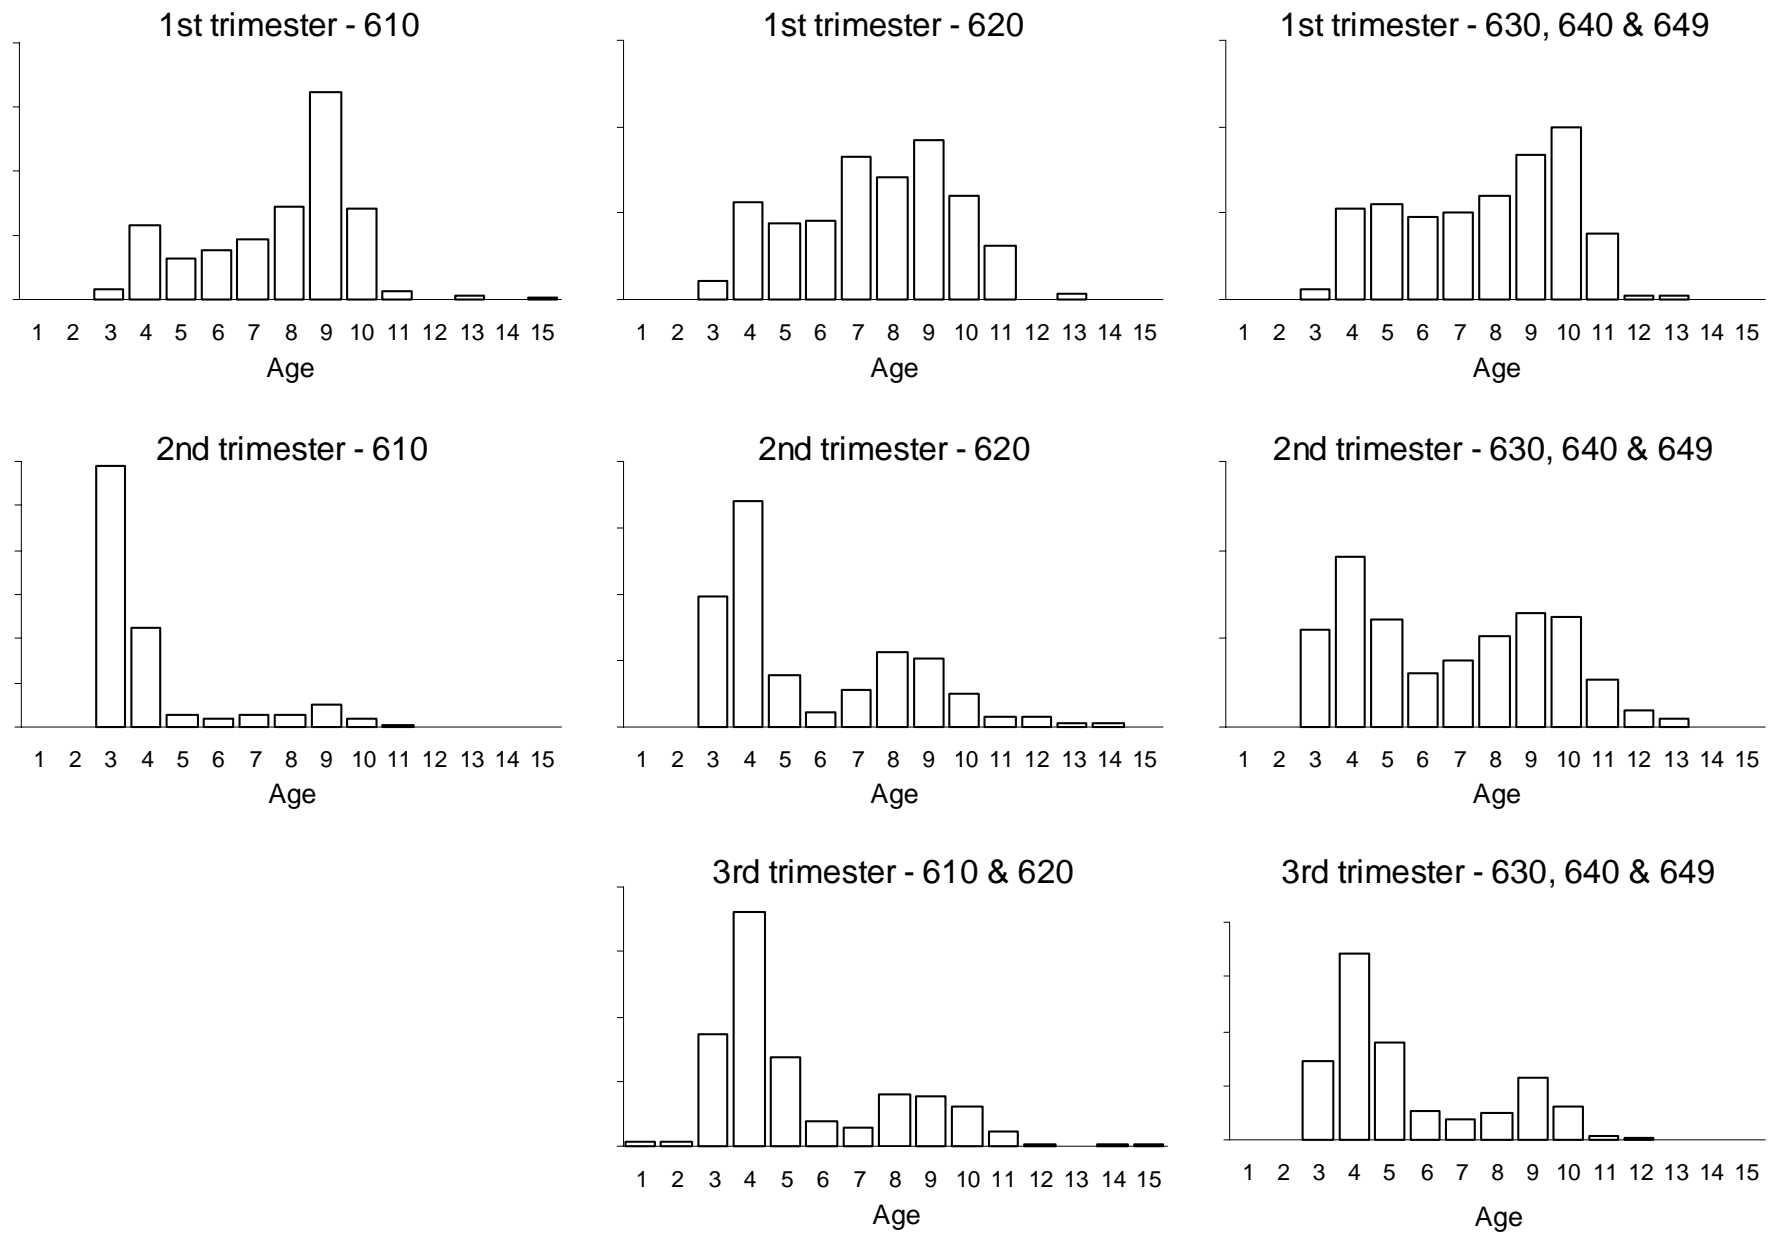 1st trimester - 610
1 2 3 4 5 6 7 8 9 10 11 12 13 14 15
Age
1st trimester - 620
1 2 3 4 5 6 7 8 9 10 11 12 13 14 15
Age
1st trimester - 630, 640 & 649
1 2 3 4 5 6 7 8 9 10 11 12 13 14 15
Age
2nd trimester - 610
1 2 3 4 5 6 7 8 9 10 11 12 13 14 15
Age
2nd trimester - 620
1 2 3 4 5 6 7 8 9 10 11 12 13 14 15
Age
2nd trimester - 630, 640 & 649
1 2 3 4 5 6 7 8 9 10 11 12 13 14 15
Age
3rd trimester - 610 & 620
1 2 3 4 5 6 7 8 9 10 11 12 13 14 15
Age
3rd trimester - 630, 640 & 649
1 2 3 4 5 6 7 8 9 10 11 12 13 14 15
Age